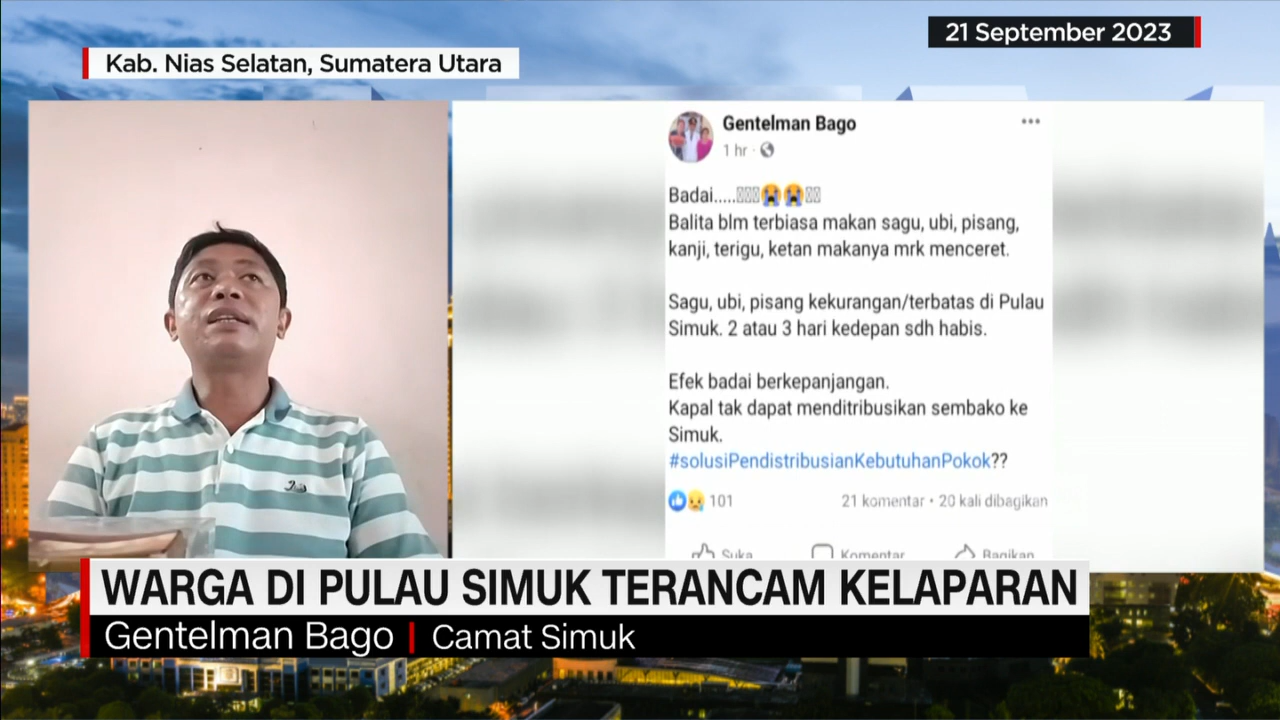 21 September 2023
Kab. Nias Selatan, Sumatera Utara
Gentelman Bago
1 hr
Badai.....😭😭
Balita blm terbiasa makan sagu, ubi, pisang,
kanji, terigu, ketan makanya mrk menceret.
Sagu, ubi, pisang kekurangan/terbatas di Pulau
Simuk. 2 atau 3 hari kedepan sdh habis.
Efek badai berkepanjangan.
Kapal tak dapat menditribusikan sembako ke
Simuk.
#solusiPendistribusianKebutuhanPokok??
101 21 komentar • 20 kali dibagikan
Suka Komentar Bagikan
WARGA DI PULAU SIMUK TERANCAM KELAPARAN
Gentelman Bago | Camat Simuk